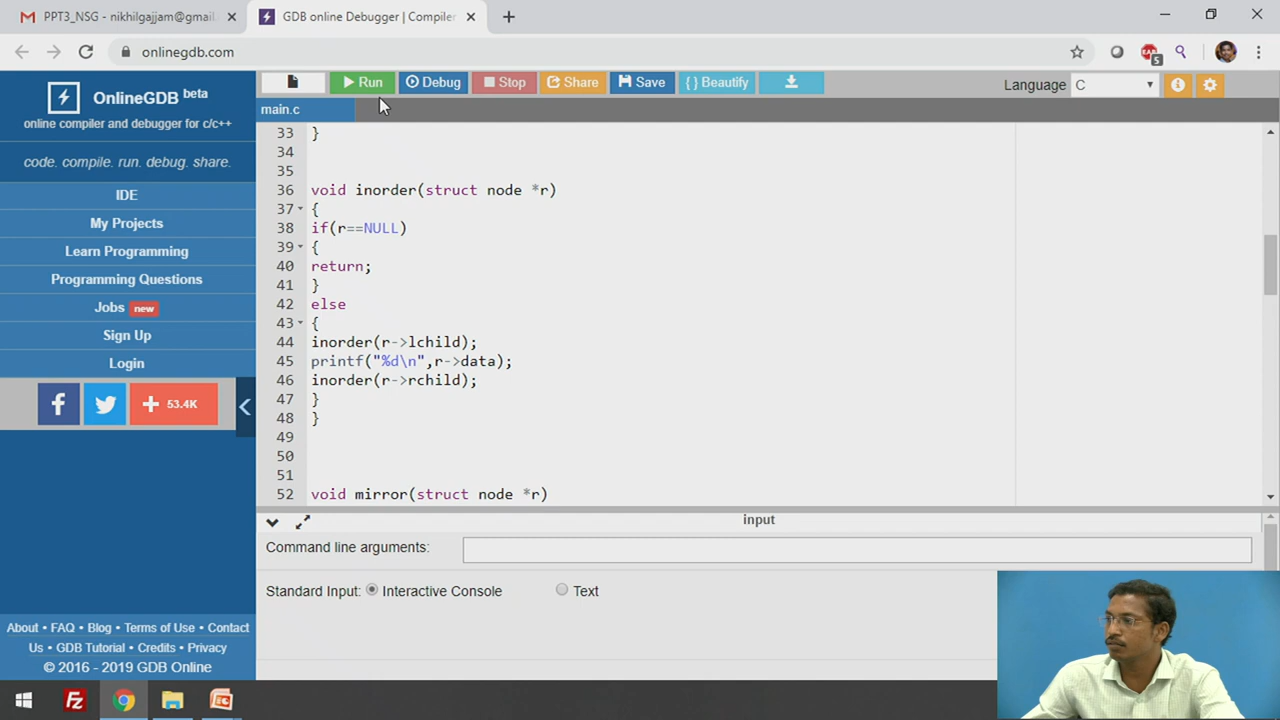 PPT3_NSG - nikhilgajjam@gmail.
GDB online Debugger | Compiler
onlinegdb.com
5
OnlineGDB beta
online compiler and debugger for c/c++
code. compile. run. debug. share.
IDE
My Projects
Learn Programming
Programming Questions
Jobs new
Sign Up
Login
53.4K
About • FAQ • Blog • Terms of Use • Contact
Us • GDB Tutorial • Credits • Privacy
© 2016 - 2019 GDB Online
Run Debug Stop Share Save { } Beautify
Language C
main.c
33 }
34
35
36 void inorder(struct node *r)
37 {
38 if(r==NULL)
39 {
40 return;
41 }
42 else
43 {
44 inorder(r->lchild);
45 printf("%d\n",r->data);
46 inorder(r->rchild);
47 }
48 }
49
50
51
52 void mirror(struct node *r)
input
Command line arguments:
Standard Input: Interactive Console Text